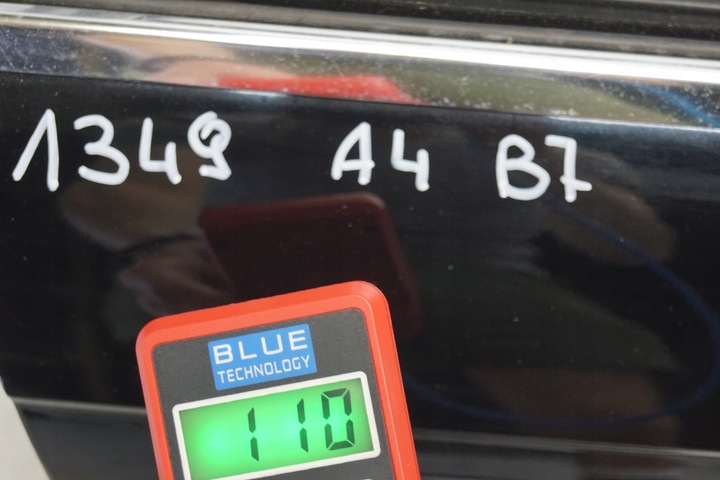 1349 A4 B7
BLUE
TECHNOLOGY
110